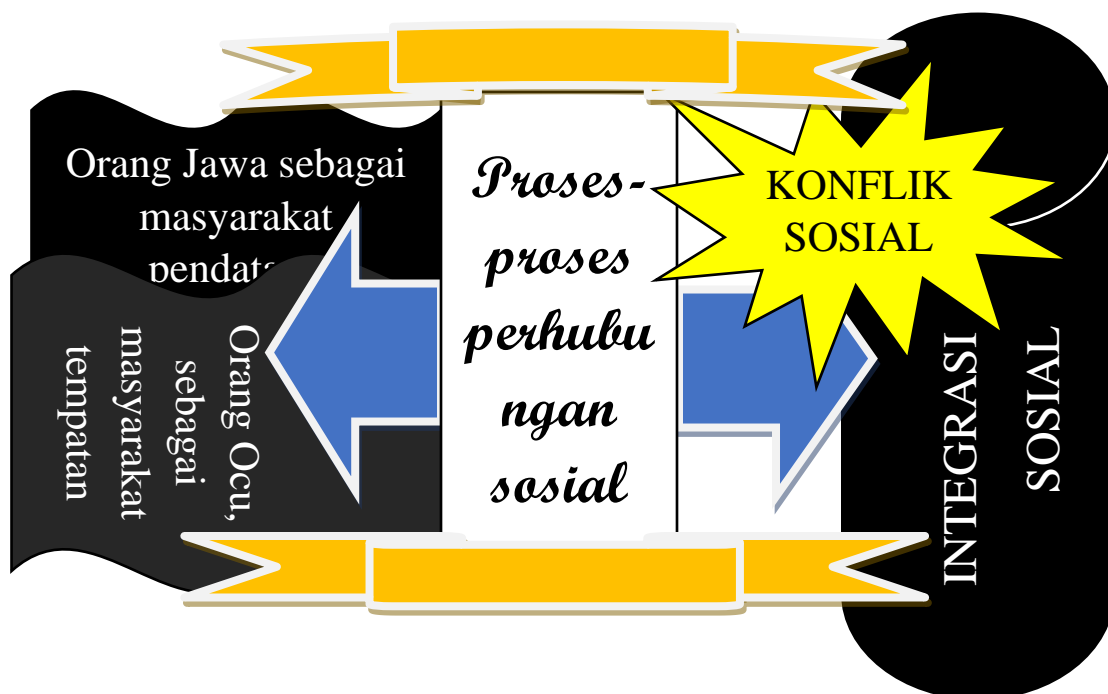 Orang Jawa sebagai
masyarakat
Orang Ocu,
sebagai
masyarakat
tempatan
Proses-
proses
perhubu
ngan
sosial
KONFLIK
SOSIAL
INTEGRASI
SOSIAL